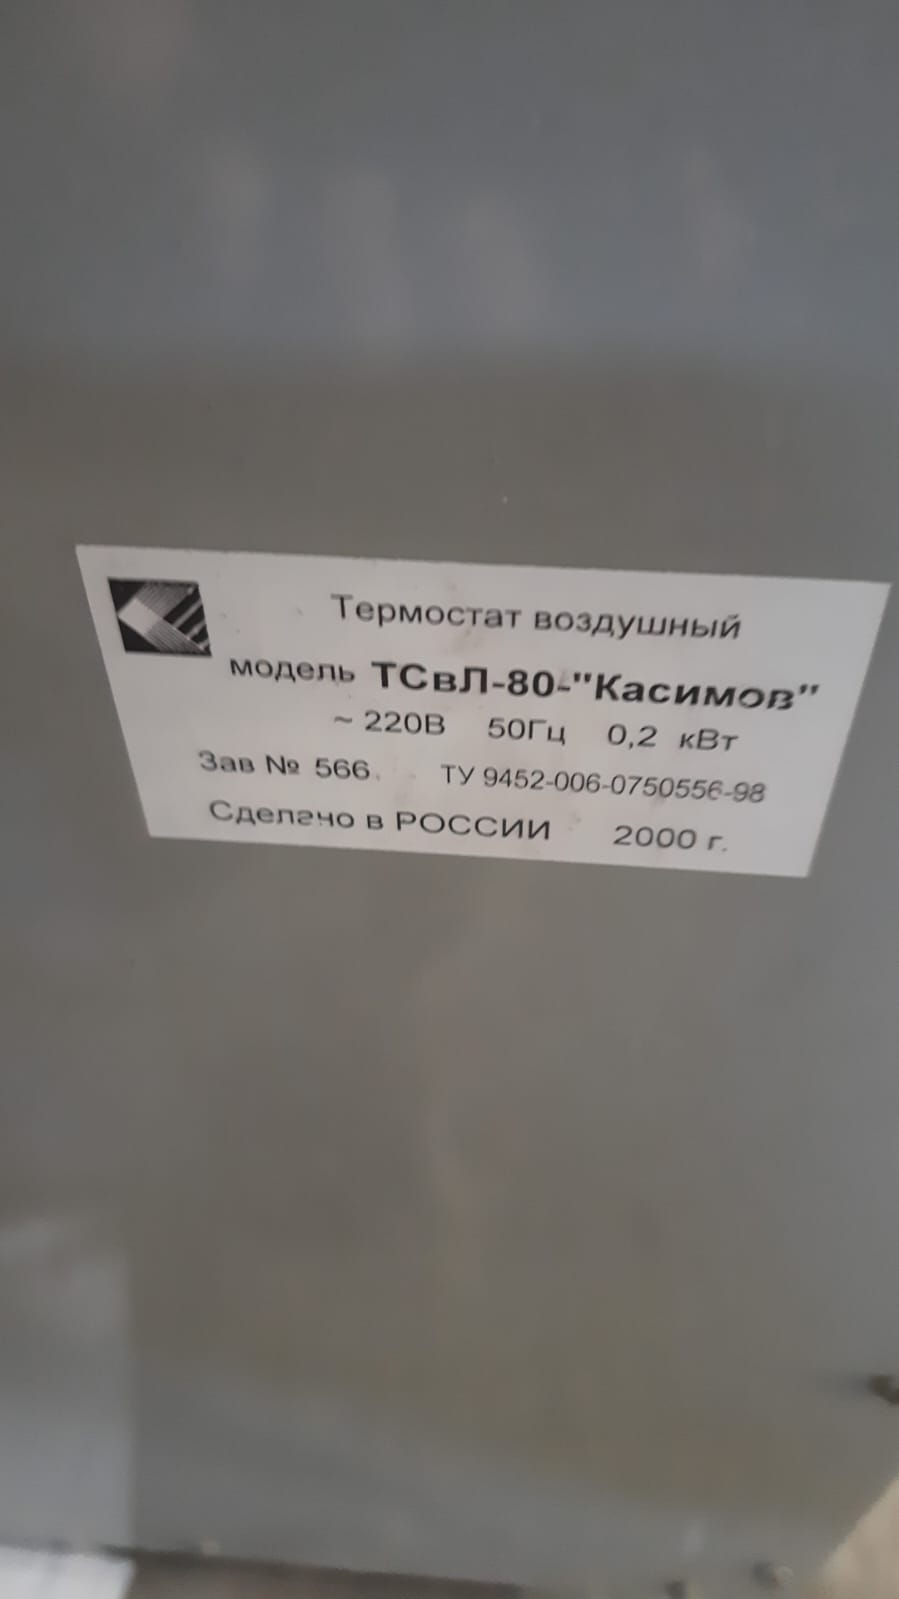 Термостат воздушный
модель ТСвЛ-80-"Касимов"
~ 220В 50Гц 0,2 кВт
Зав № 566. ТУ 9452-006-0750556-98
Сделано в РОССИИ 2000 г.